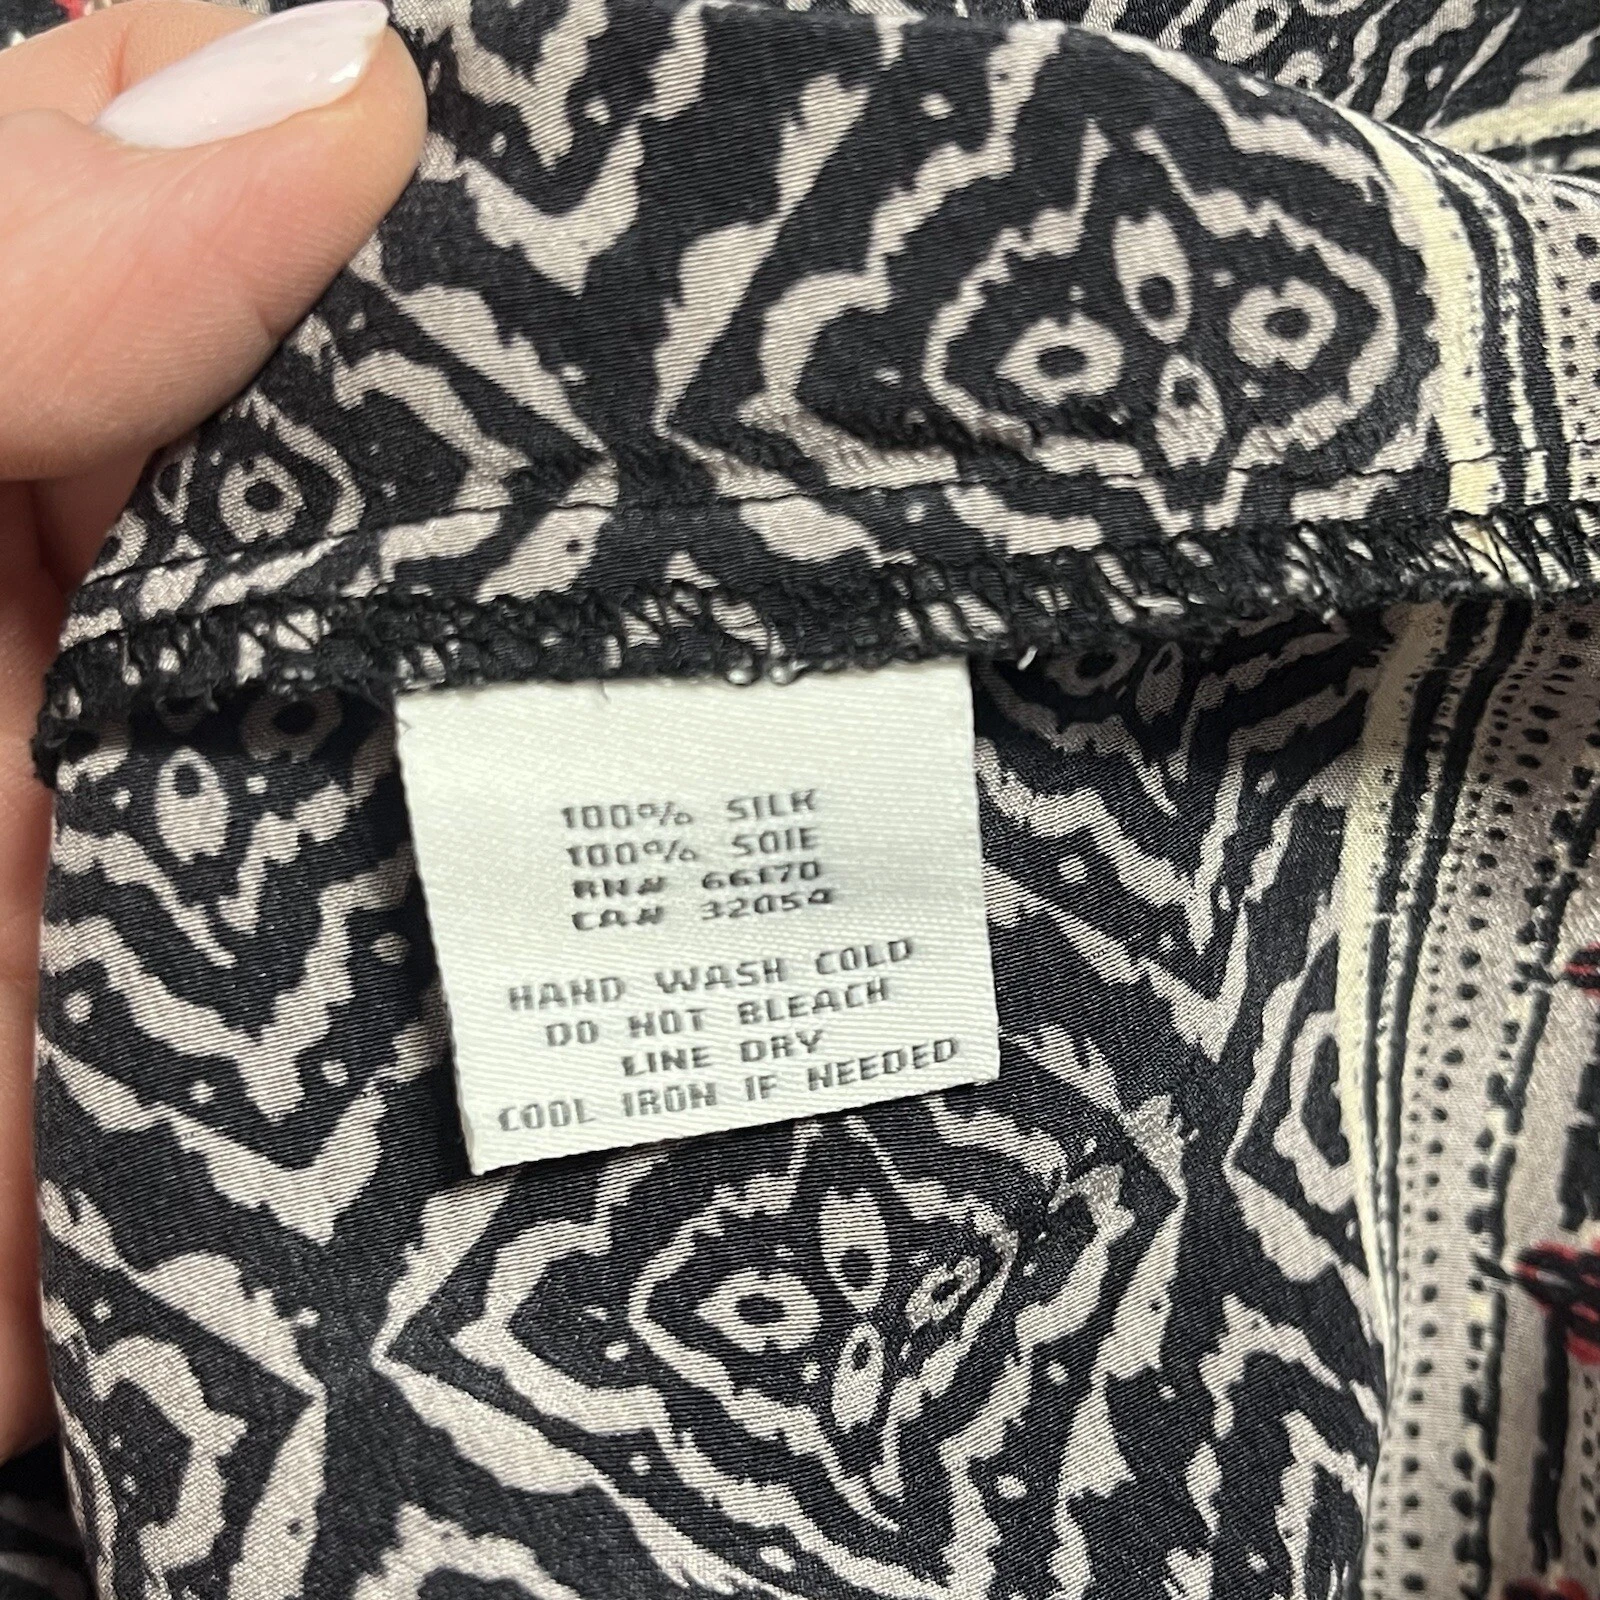 100% SILK
100% SOIE
RN# 66170
CA# 32054
HAND WASH COLD
DO NOT BLEACH
LINE DRY
COOL IRON IF NEEDED